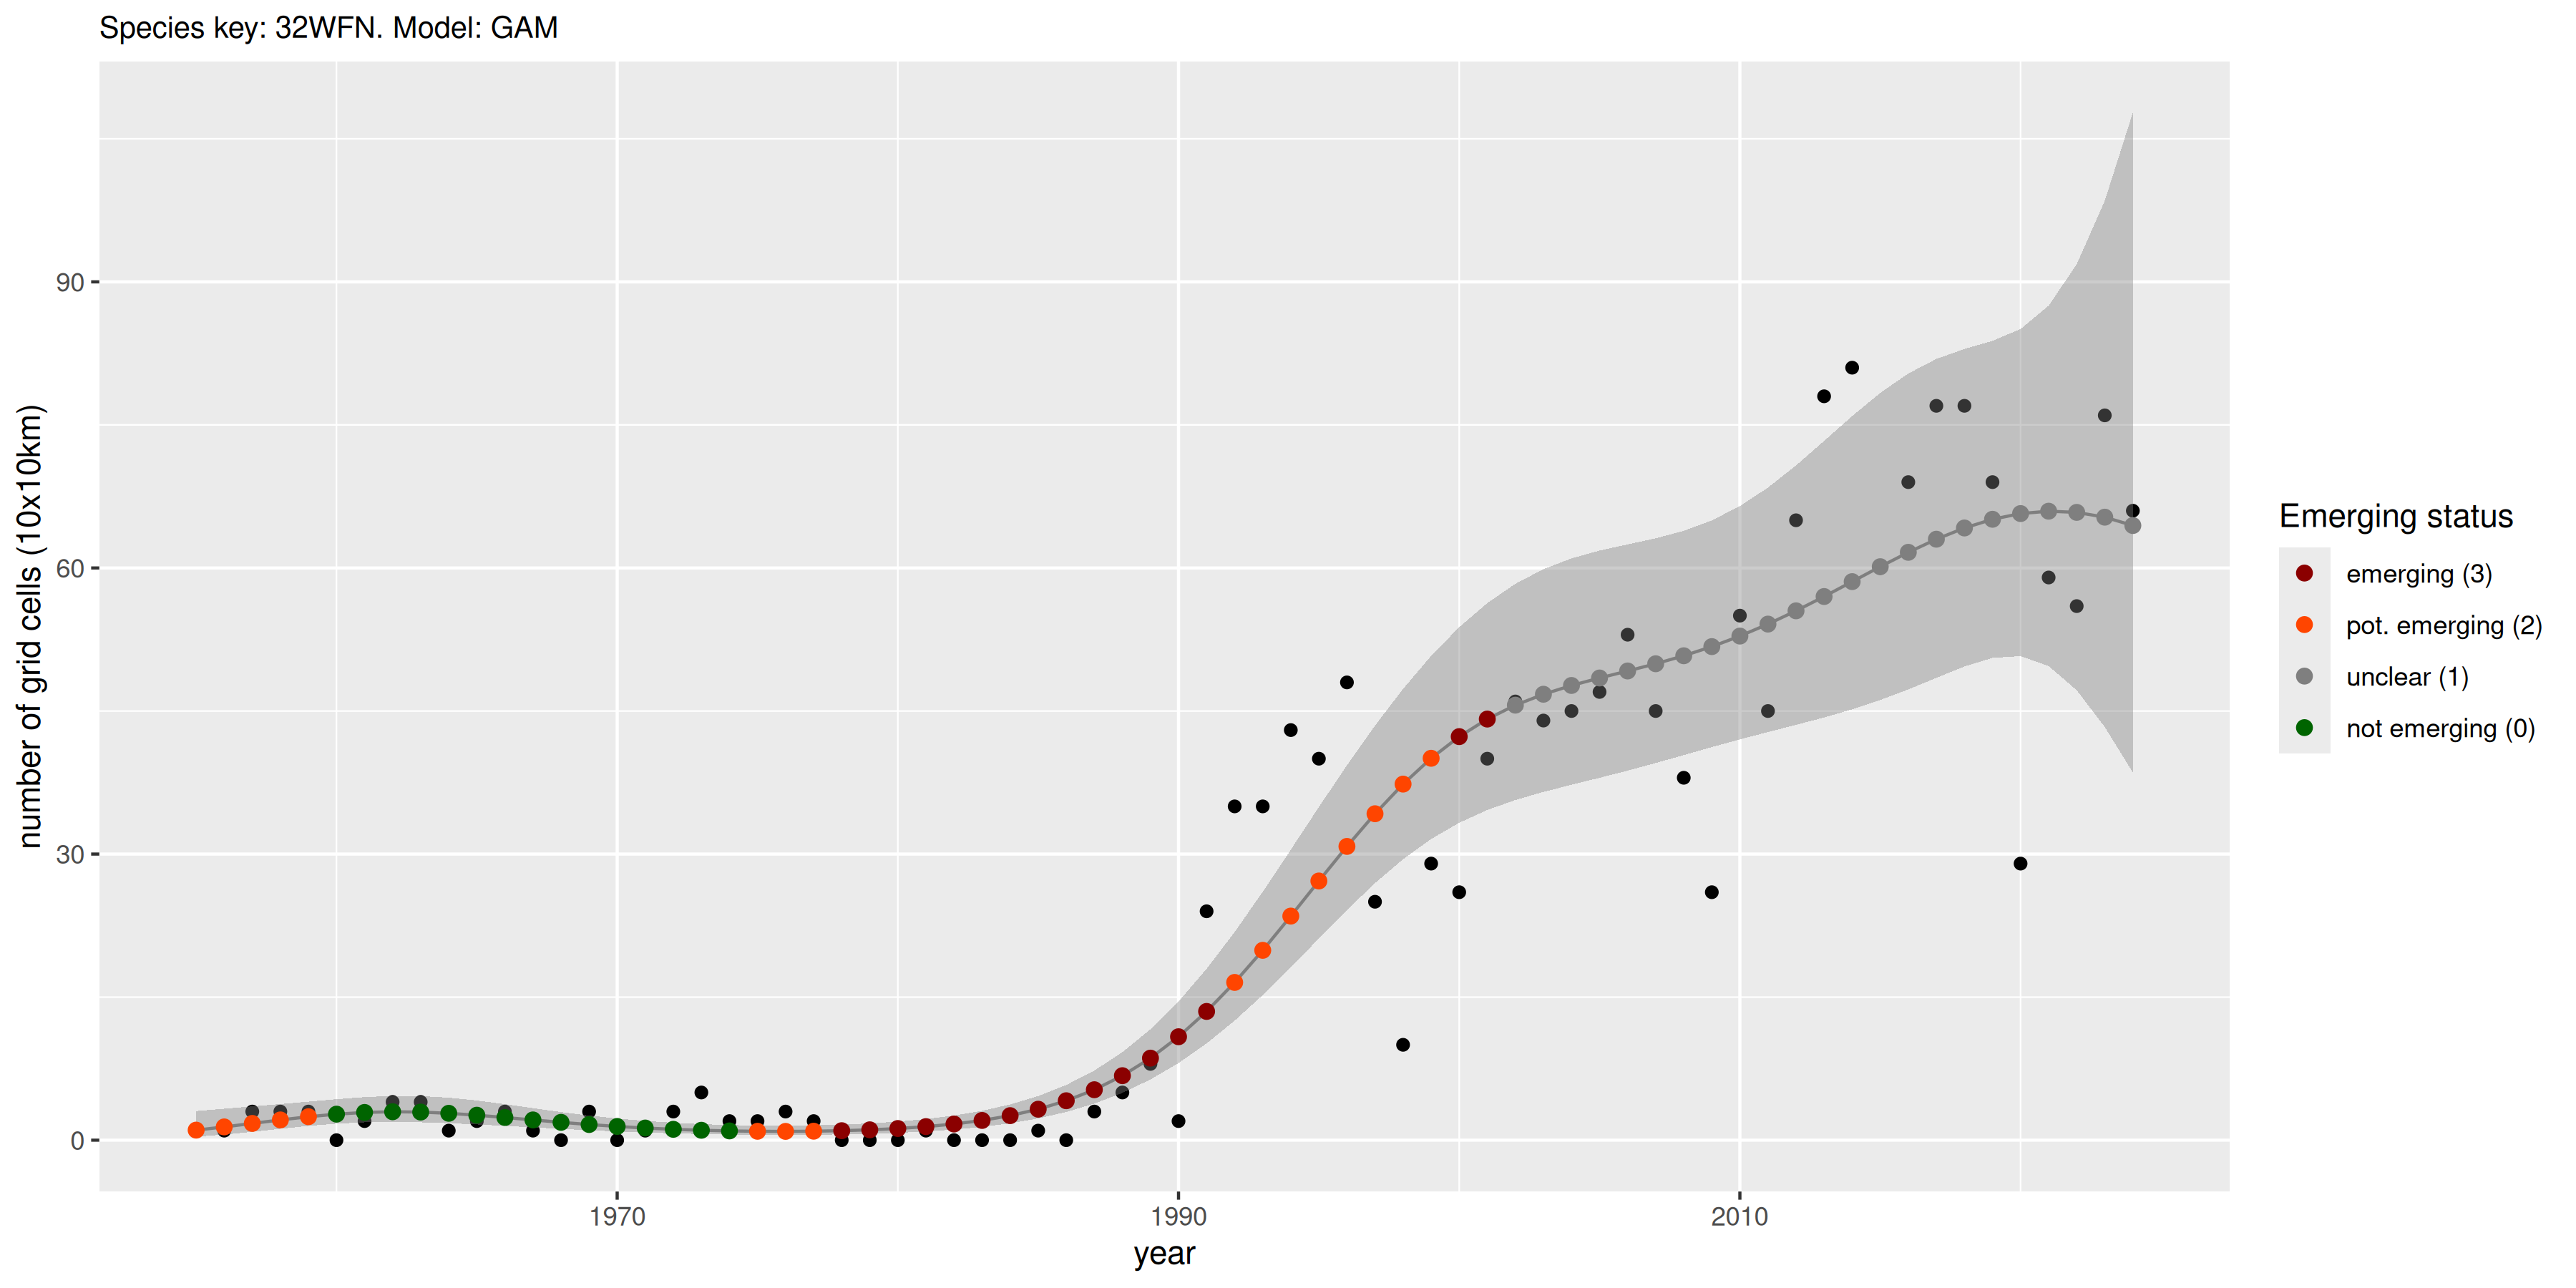 Species key: 32WFN. Model: GAM
number of grid cells (10x10km)
90
60
30
0
1970
1990
2010
year
Emerging status
emerging (3)
pot. emerging (2)
unclear (1)
not emerging (0)